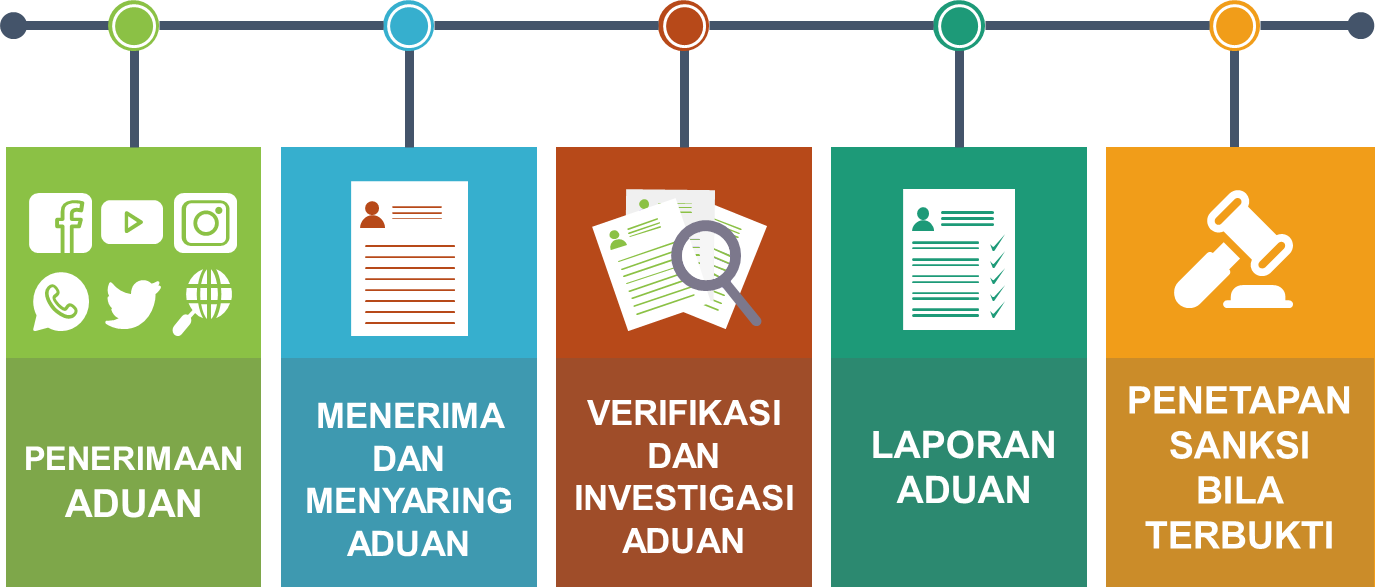 PENERIMAAN
ADUAN
MENERIMA
DAN
MENYARING
ADUAN
VERIFIKASI
DAN
INVESTIGASI
ADUAN
LAPORAN
ADUAN
PENETAPAN
SANKSI
BILA
TERBUKTI